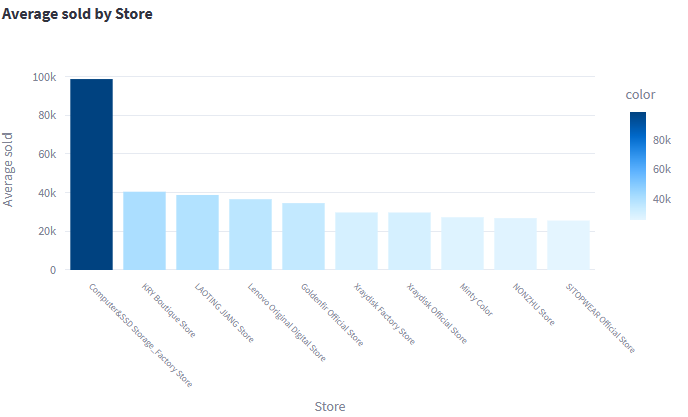 Average sold by Store
100k
80k
60k
40k
20k
0
Average sold
Computer&SSD Storage_Factory Store
KRY Boutique Store
LAOTING JIANG Store
Lenovo Original Digital Store
Goldenfir Official Store
Xraydisk Factory Store
Xraydisk Official Store
Minty Color
NONZHU Store
SITOPWEAR Official Store
Store
color
80k
60k
40k